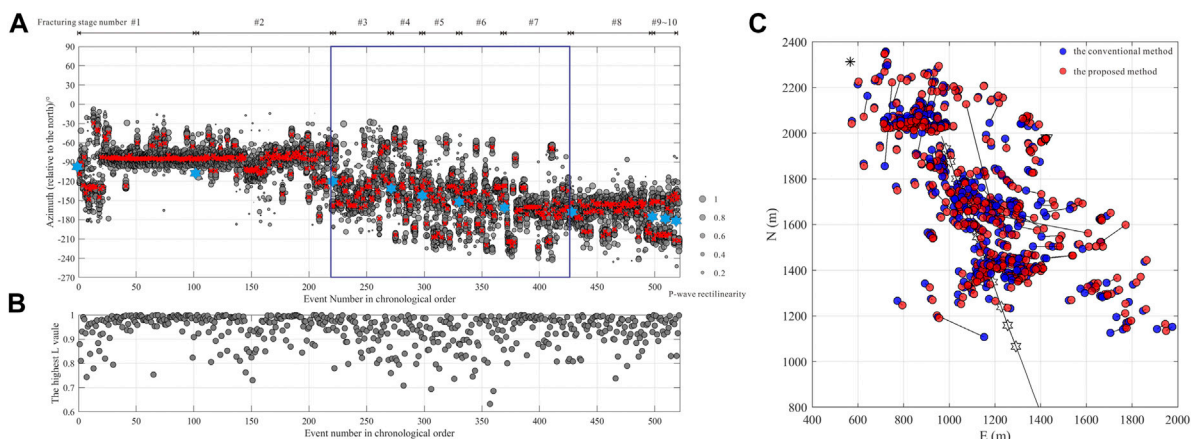 A
Fracturing stage number
#1 #2 #3 #4 #5 #6 #7 #8 #9~10
Azimuth (relative to the north)/°
90
60
30
0
-30
-60
-90
-120
-150
-180
-210
-240
-270
0 50 100 150 200 250 300 350 400 450 500
Event Number in chronological order
1
0.8
0.6
0.4
0.2
P-wave rectilinearity
B
The highest L vaule
1
0.9
0.8
0.7
0.6
0 50 100 150 200 250 300 350 400 450 500
Event number in chronological order
C
the conventional method
the proposed method
N (m)
2400
2200
2000
1800
1600
1400
1200
1000
800
400 600 800 1000 1200 1400 1600 1800 2000
E (m)